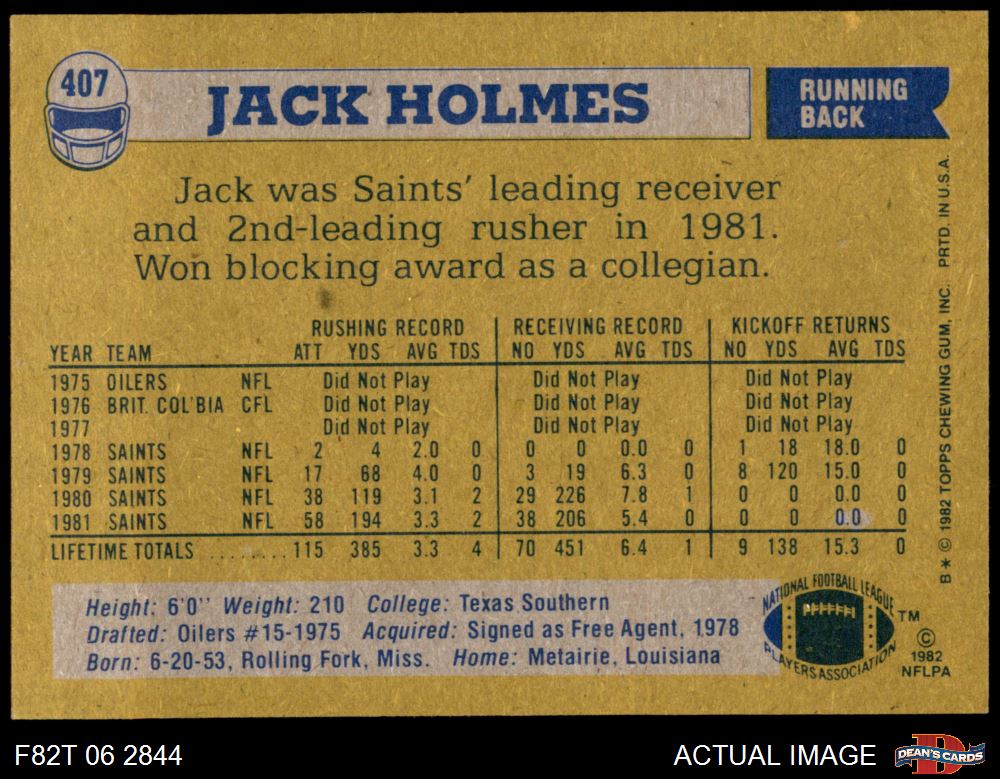 407
JACK HOLMES
RUNNING
BACK
Jack was Saints' leading receiver
and 2nd-leading rusher in 1981.
Won blocking award as a collegian.
RUSHING RECORD RECEIVING RECORD KICKOFF RETURNS
YEAR TEAM ATT YDS AVG TDS NO YDS AVG TDS NO YDS AVG TDS
1975 OILERS NFL Did Not Play Did Not Play Did Not Play
1976 BRIT. COL'BIA CFL Did Not Play Did Not Play Did Not Play
1977 Did Not Play Did Not Play Did Not Play
1978 SAINTS NFL 2 4 2.0 0 0 0 0.0 0 1 18 18.0 0
1979 SAINTS NFL 17 68 4.0 0 3 19 6.3 0 8 120 15.0 0
1980 SAINTS NFL 38 119 3.1 2 29 226 7.8 1 0 0 0.0 0
1981 SAINTS NFL 58 194 3.3 2 38 206 5.4 0 0 0 0.0 0
LIFETIME TOTALS ......... 115 385 3.3 4 70 451 6.4 1 9 138 15.3 0
Height: 6'0" Weight: 210 College: Texas Southern
Drafted: Oilers #15-1975 Acquired: Signed as Free Agent, 1978
Born: 6-20-53, Rolling Fork, Miss. Home: Metairie, Louisiana
NATIONAL FOOTBALL LEAGUE
PLAYERS ASSOCIATION
TM
©
1982
NFLPA
B * © 1982 TOPPS CHEWING GUM, INC. PRTD. IN U.S.A.
F82T 06 2844
ACTUAL IMAGE
D
DEAN'S CARDS